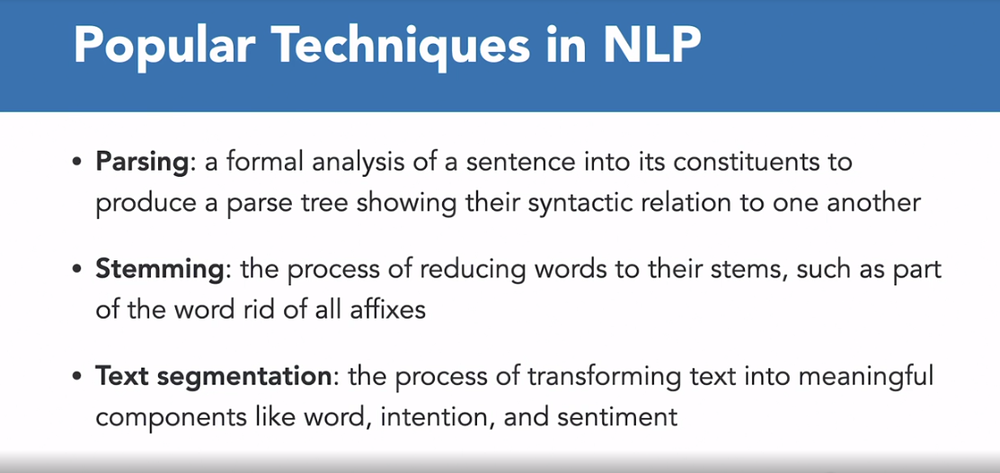 Popular Techniques in NLP
• Parsing: a formal analysis of a sentence into its constituents to
produce a parse tree showing their syntactic relation to one another
• Stemming: the process of reducing words to their stems, such as part
of the word rid of all affixes
• Text segmentation: the process of transforming text into meaningful
components like word, intention, and sentiment